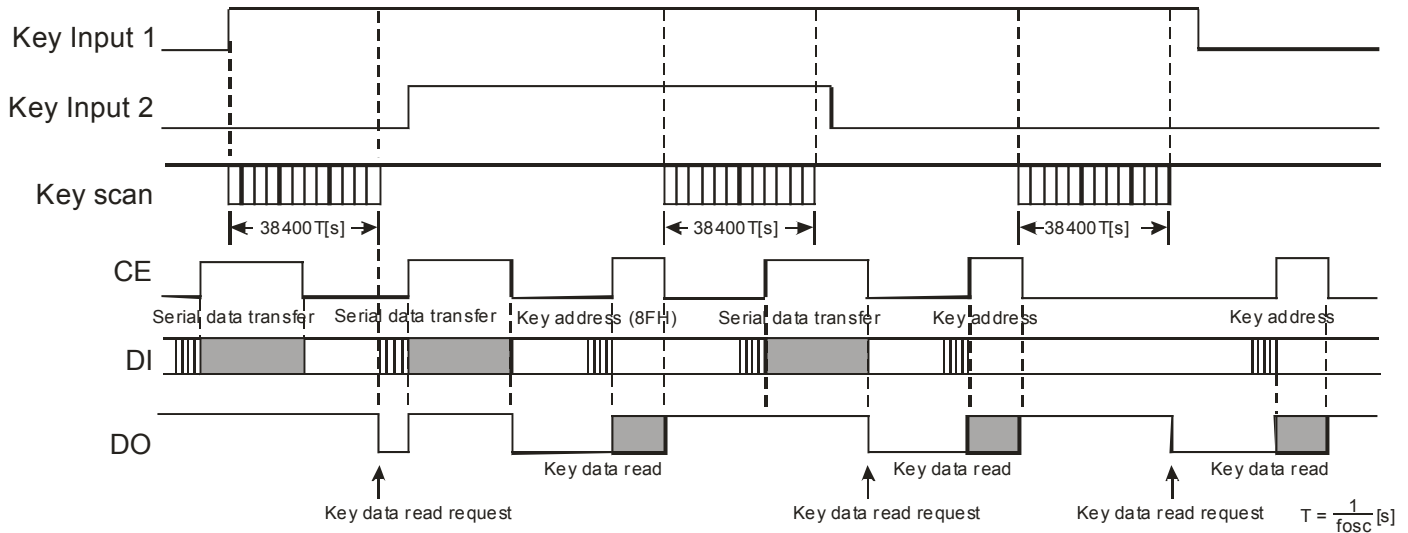 Key Input 1
Key Input 2
Key scan
38400T[s] 38400T[s] 38400T[s]
CE
Serial data transfer Serial data transfer Key address (8FH) Serial data transfer Key address Key address
DI
DO
Key data read Key data read Key data read
Key data read request Key data read request Key data read request T = 1/fosc [s]